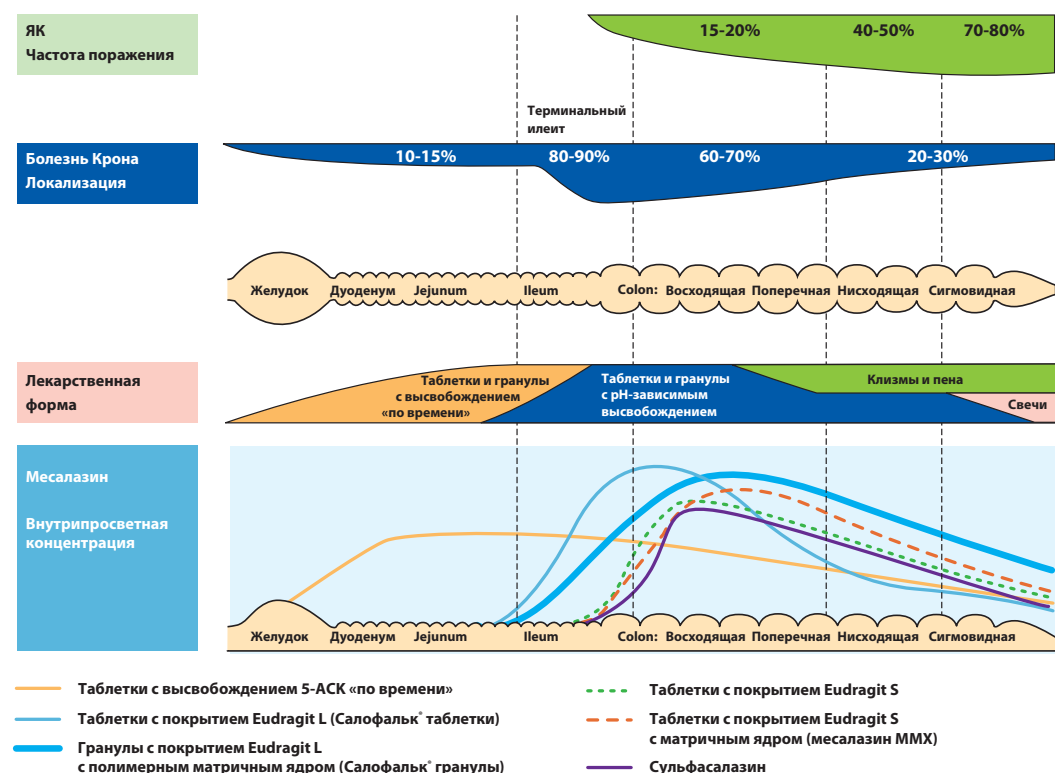 ЯК
Частота поражения
15-20%
40-50%
70-80%
Терминальный
илеит
Болезнь Крона
Локализация
10-15%
80-90%
60-70%
20-30%
Желудок
Дуоденум
Jejunum
Ileum
Colon:
Восходящая
Поперечная
Нисходящая
Сигмовидная
Лекарственная
форма
Таблетки и гранулы
с высвобождением
«по времени»
Таблетки и гранулы
с pH-зависимым
высвобождением
Клизмы и пена
Свечи
Месалазин
Внутрипросветная
концентрация
Желудок
Дуоденум
Jejunum
Ileum
Colon:
Восходящая
Поперечная
Нисходящая
Сигмовидная
Таблетки с высвобождением 5-АСК «по времени»
Таблетки с покрытием Eudragit L (Салофальк® таблетки)
Гранулы с покрытием Eudragit L
с полимерным матричным ядром (Салофальк® гранулы)
Таблетки с покрытием Eudragit S
Таблетки с покрытием Eudragit S
с матричным ядром (месалазин ММХ)
Сульфасалазин